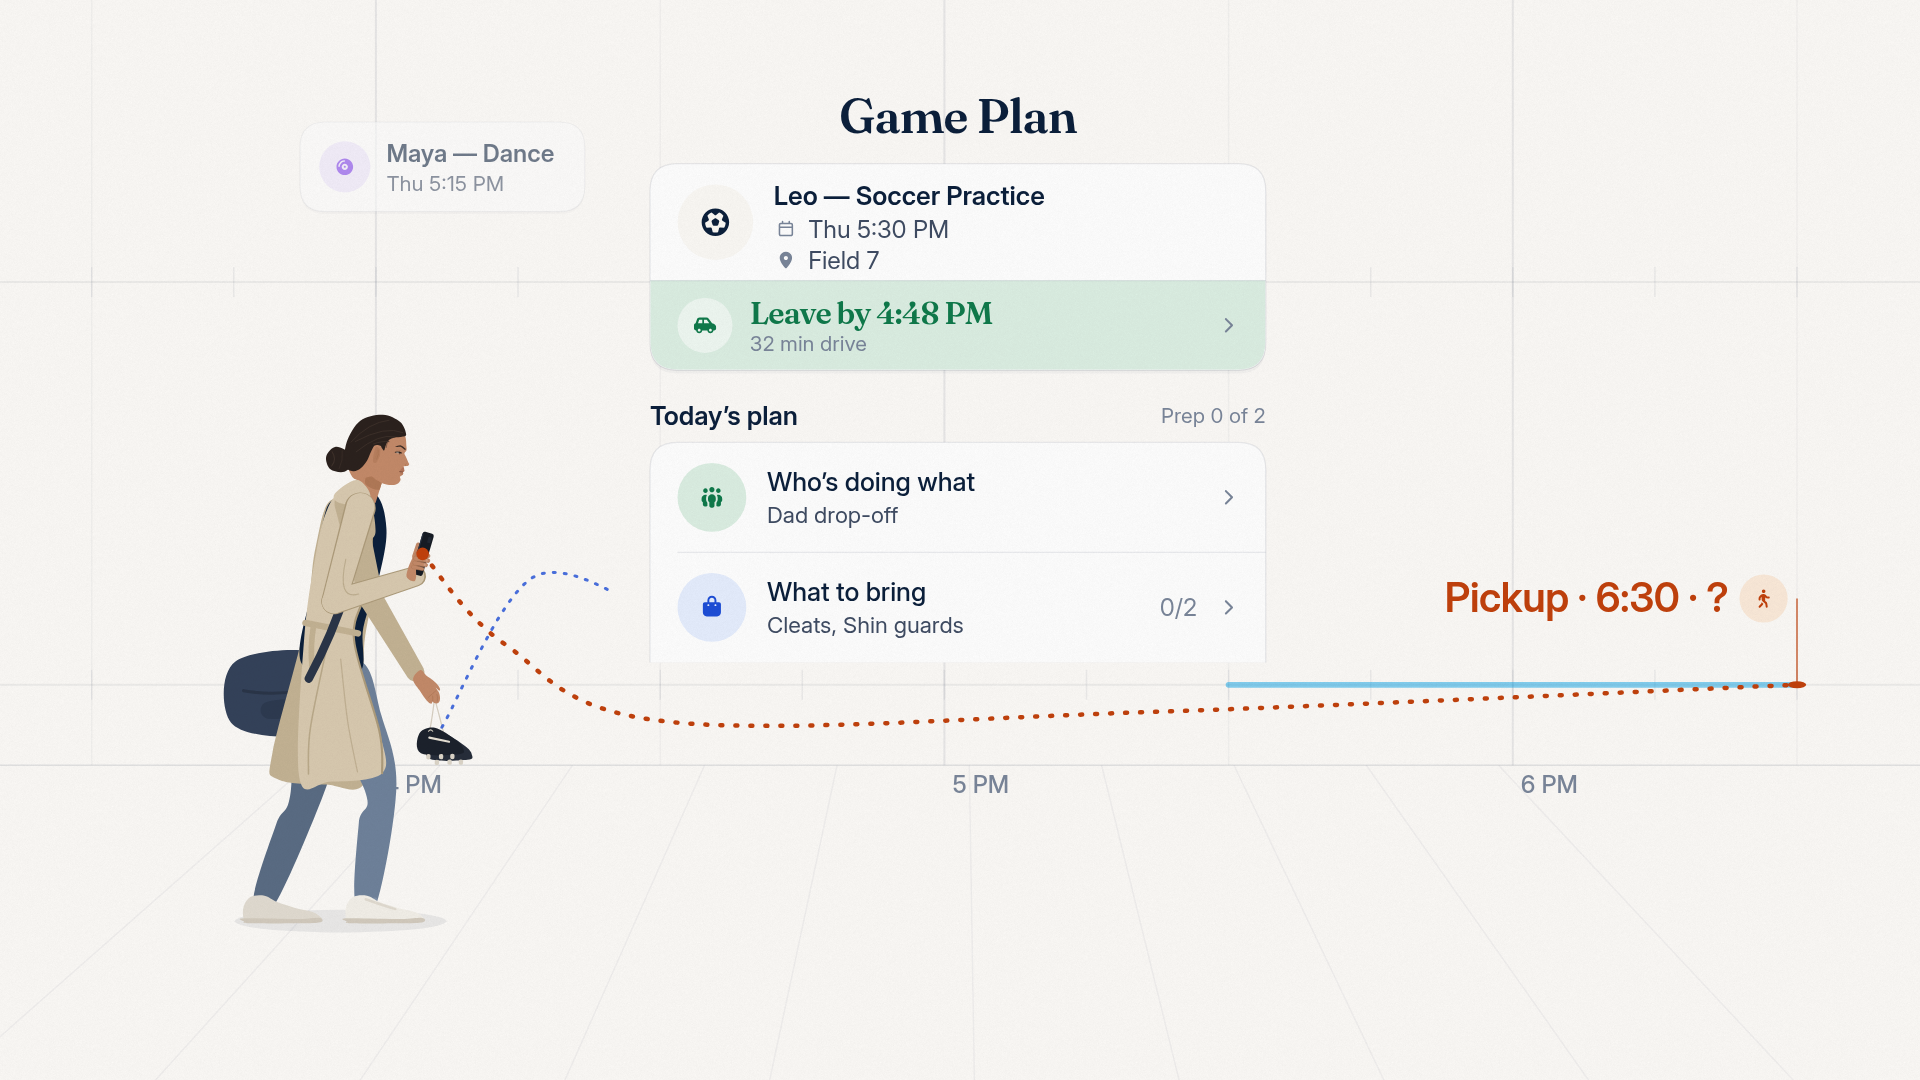 Game Plan
Maya — Dance
Thu 5:15 PM
Leo — Soccer Practice
Thu 5:30 PM
Field 7
Leave by 4:48 PM
32 min drive
Today’s plan
Prep 0 of 2
Who’s doing what
Dad drop-off
What to bring
Cleats, Shin guards
0/2
Pickup · 6:30 · ?
PM
5 PM
6 PM